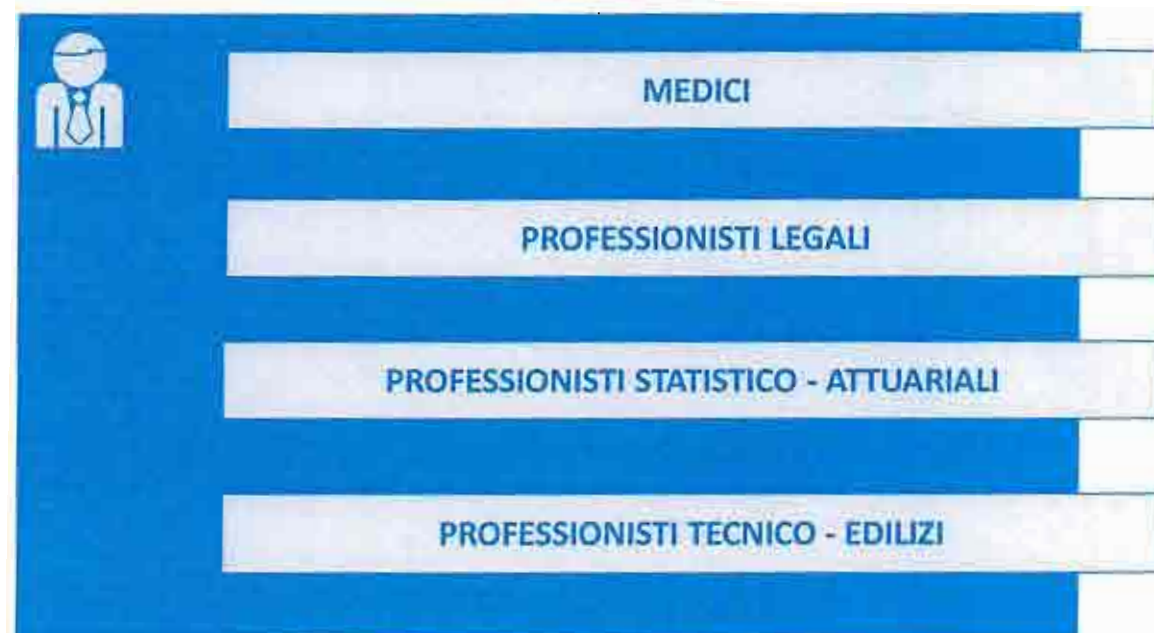 MEDICI
PROFESSIONISTI LEGALI
PROFESSIONISTI STATISTICO - ATTUARIALI
PROFESSIONISTI TECNICO - EDILIZI